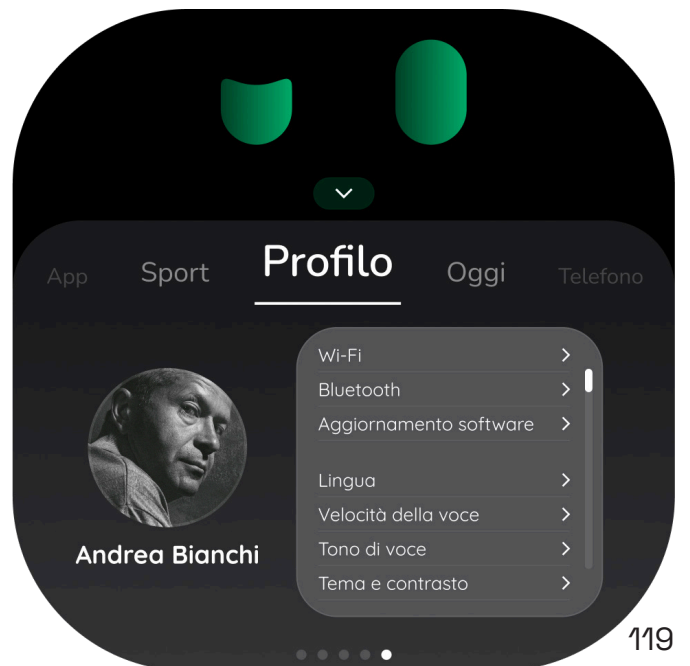 App Sport Profilo Oggi Telefono
Wi-Fi
Bluetooth
Aggiornamento software
Lingua
Velocità della voce
Tono di voce
Tema e contrasto
Andrea Bianchi
119